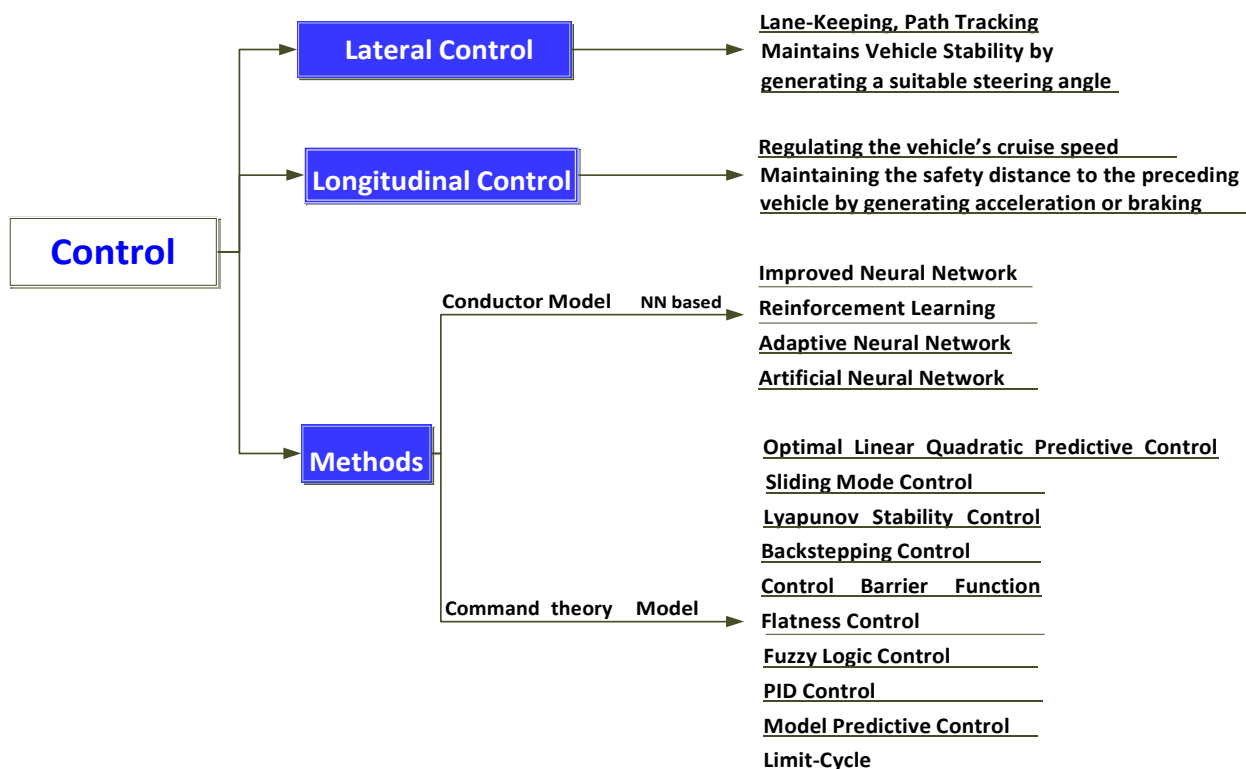 Lane-Keeping, Path Tracking
Lateral Control
Maintains Vehicle Stability by
generating a suitable steering angle
Regulating the vehicle's cruise speed
Longitudinal Control
Maintaining the safety distance to the preceding
vehicle by generating acceleration or braking
Control
Improved Neural Network
Conductor Model NN based
Reinforcement Learning
Adaptive Neural Network
Artificial Neural Network
Methods
Optimal Linear Quadratic Predictive Control
Sliding Mode Control
Lyapunov Stability Control
Backstepping Control
Control Barrier Function
Command theory Model
Flatness Control
Fuzzy Logic Control
PID Control
Model Predictive Control
Limit-Cycle